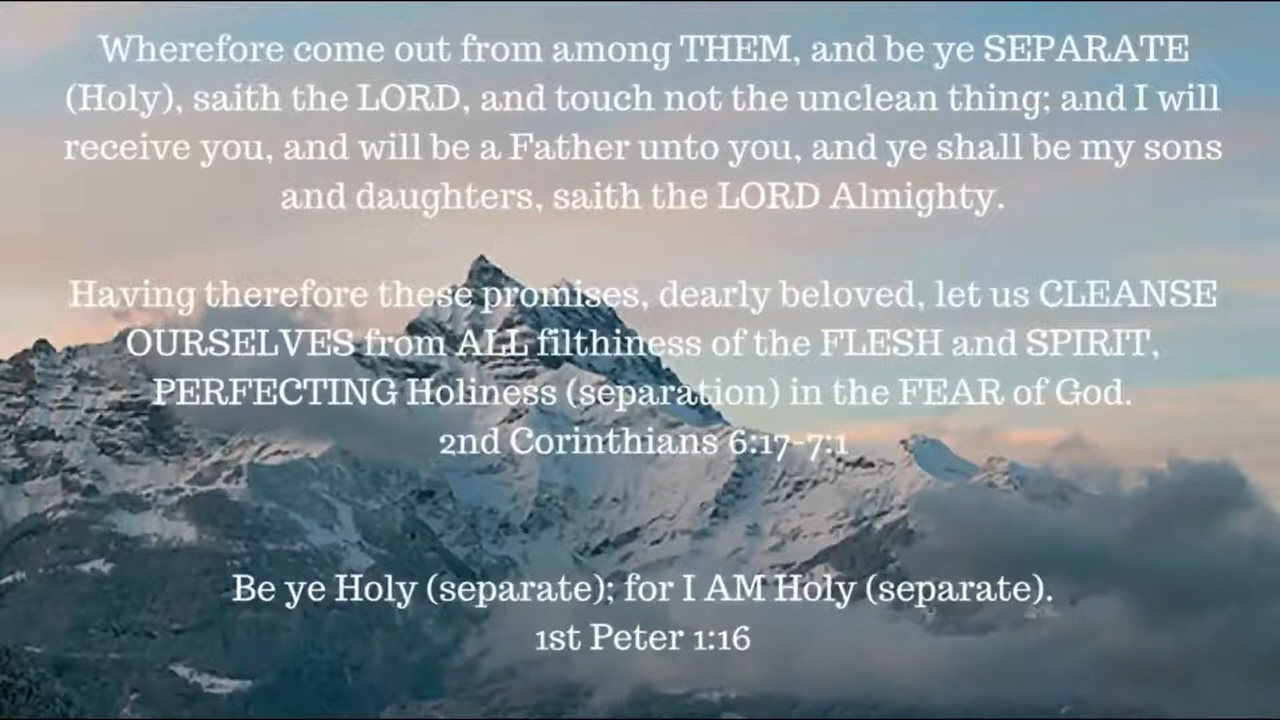 Wherefore come out from among THEM, and be ye SEPARATE
(Holy), saith the LORD, and touch not the unclean thing; and I will
receive you, and will be a Father unto you, and ye shall be my sons
and daughters, saith the LORD Almighty.
Having therefore these promises, dearly beloved, let us CLEANSE
OURSELVES from ALL filthiness of the FLESH and SPIRIT,
PERFECTING Holiness (separation) in the FEAR of God.
2nd Corinthians 6:17-7:1
Be ye Holy (separate); for I AM Holy (separate).
1st Peter 1:16